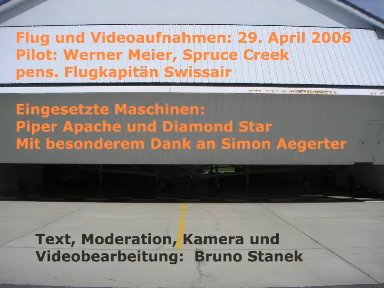 Flug und Videoaufnahmen: 29. April 2006
Pilot: Werner Meier, Spruce Creek
pens. Flugkapitän Swissair
Eingesetzte Maschinen:
Piper Apache und Diamond Star
Mit besonderem Dank an Simon Aegerter
Text, Moderation, Kamera und
Videobearbeitung: Bruno Stanek